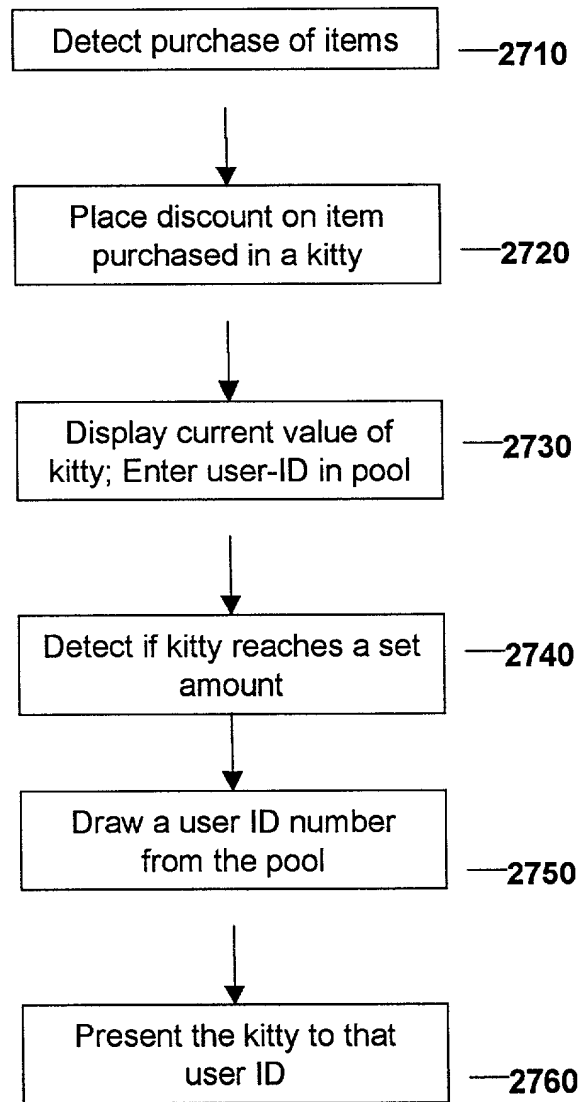 Detect purchase of items
2710
Place discount on item
purchased in a kitty
2720
Display current value of
kitty; Enter user-ID in pool
2730
Detect if kitty reaches a set
amount
2740
Draw a user ID number
from the pool
2750
Present the kitty to that
user ID
2760